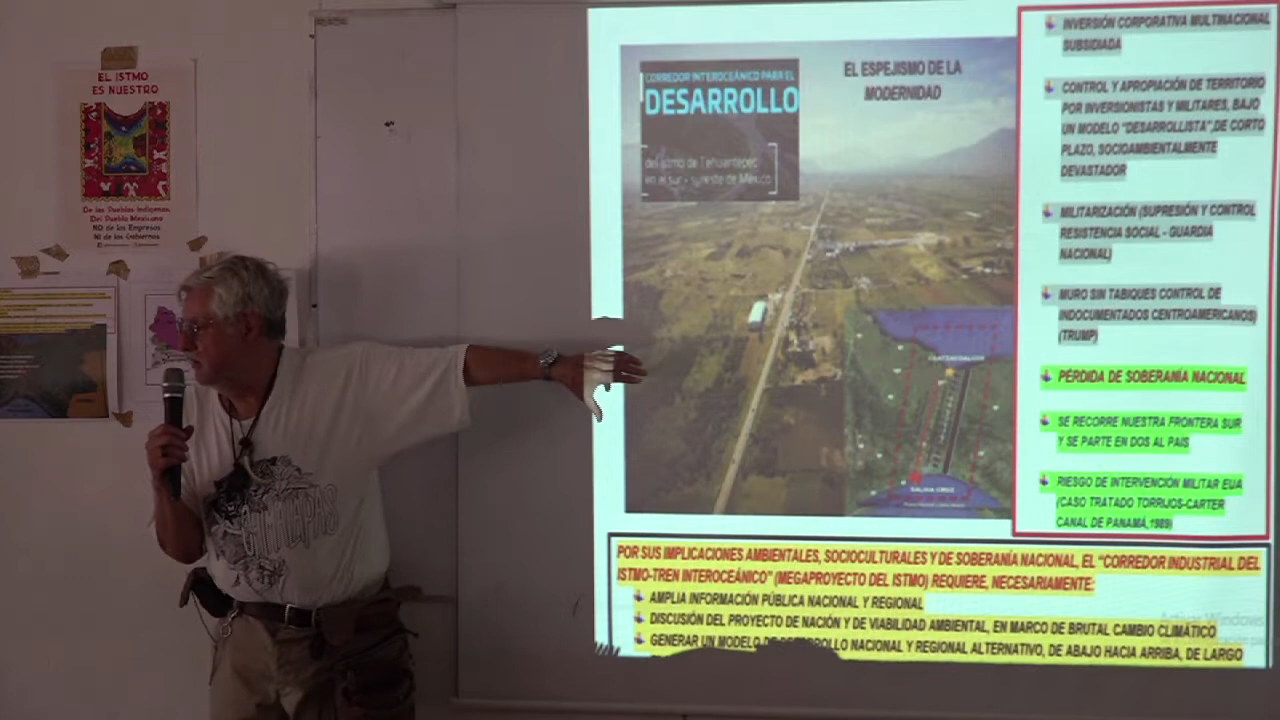 EL ISTMO
ES NUESTRO
De los Pueblos Indígenas
Del Pueblo Mexicano
NO de las Empresas
NI de los Gobiernos
CORREDOR INTEROCEÁNICO PARA EL
DESARROLLO
del istmo de Tehuantepec
en el sur - sureste de México
EL ESPEJISMO DE LA
MODERNIDAD
COATZACOALCOS
SALINA CRUZ
INVERSIÓN CORPORATIVA MULTINACIONAL
SUBSIDIADA
CONTROL Y APROPIACIÓN DE TERRITORIO
POR INVERSIONISTAS Y MILITARES, BAJO
UN MODELO "DESARROLLISTA", DE CORTO
PLAZO, SOCIOAMBIENTALMENTE
DEVASTADOR
MILITARIZACIÓN (SUPRESIÓN Y CONTROL
RESISTENCIA SOCIAL - GUARDIA
NACIONAL)
MURO SIN TABIQUES CONTROL DE
INDOCUMENTADOS CENTROAMERICANOS)
(TRUMP)
PÉRDIDA DE SOBERANÍA NACIONAL
SE RECORRE NUESTRA FRONTERA SUR
Y SE PARTE EN DOS AL PAIS
RIESGO DE INTERVENCIÓN MILITAR EUA
(CASO TRATADO TORRIJOS-CARTER
CANAL DE PANAMÁ,1989)
POR SUS IMPLICACIONES AMBIENTALES, SOCIOCULTURALES Y DE SOBERANÍA NACIONAL, EL "CORREDOR INDUSTRIAL DEL
ISTMO-TREN INTEROCEÁNICO" (MEGAPROYECTO DEL ISTMO) REQUIERE, NECESARIAMENTE:
AMPLIA INFORMACIÓN PÚBLICA NACIONAL Y REGIONAL
DISCUSIÓN DEL PROYECTO DE NACIÓN Y DE VIABILIDAD AMBIENTAL, EN MARCO DE BRUTAL CAMBIO CLIMÁTICO
GENERAR UN MODELO DE DESARROLLO NACIONAL Y REGIONAL ALTERNATIVO, DE ABAJO HACIA ARRIBA, DE LARGO